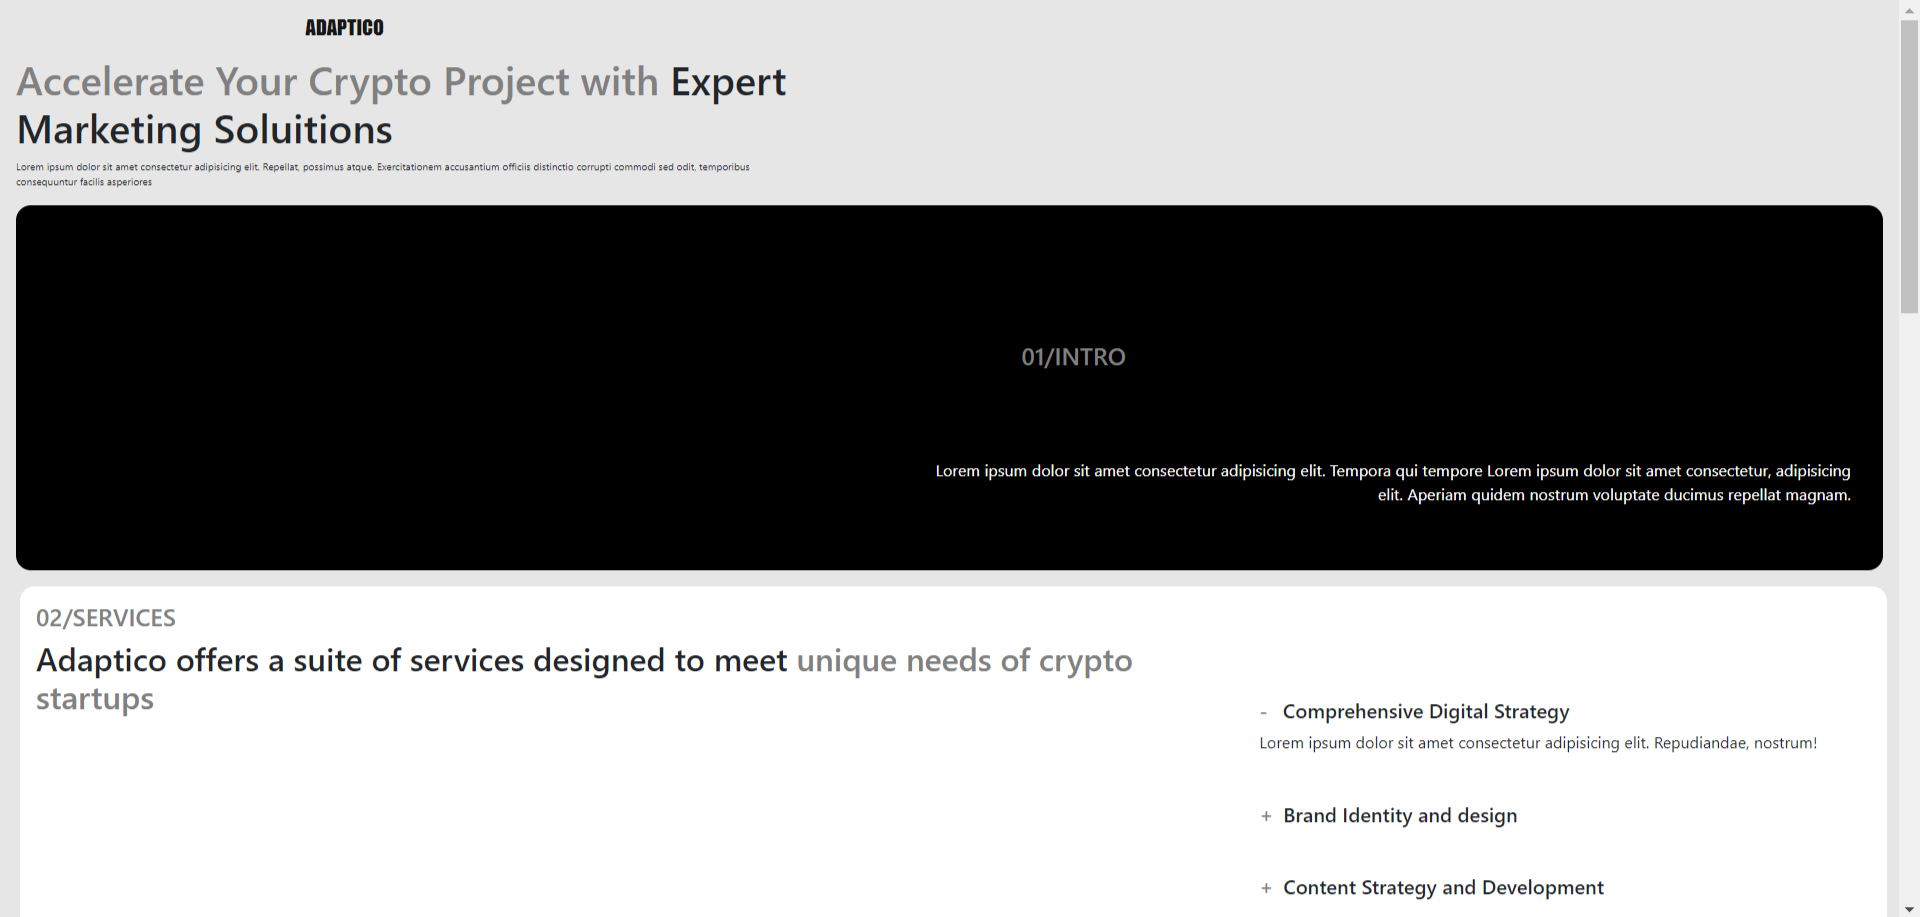 ADAPTICO
Accelerate Your Crypto Project with Expert
Marketing Soluitions
Lorem ipsum dolor sit amet consectetur adipisicing elit. Repellat, possimus atque. Exercitationem accusantium officiis distinctio corrupti commodi sed odit, temporibus
consequuntur facilis asperiores
01/INTRO
Lorem ipsum dolor sit amet consectetur adipisicing elit. Tempora qui tempore Lorem ipsum dolor sit amet consectetur, adipisicing
elit. Aperiam quidem nostrum voluptate ducimus repellat magnam.
02/SERVICES
Adaptico offers a suite of services designed to meet unique needs of crypto
startups
- Comprehensive Digital Strategy
Lorem ipsum dolor sit amet consectetur adipisicing elit. Repudiandae, nostrum!
+ Brand Identity and design
+ Content Strategy and Development